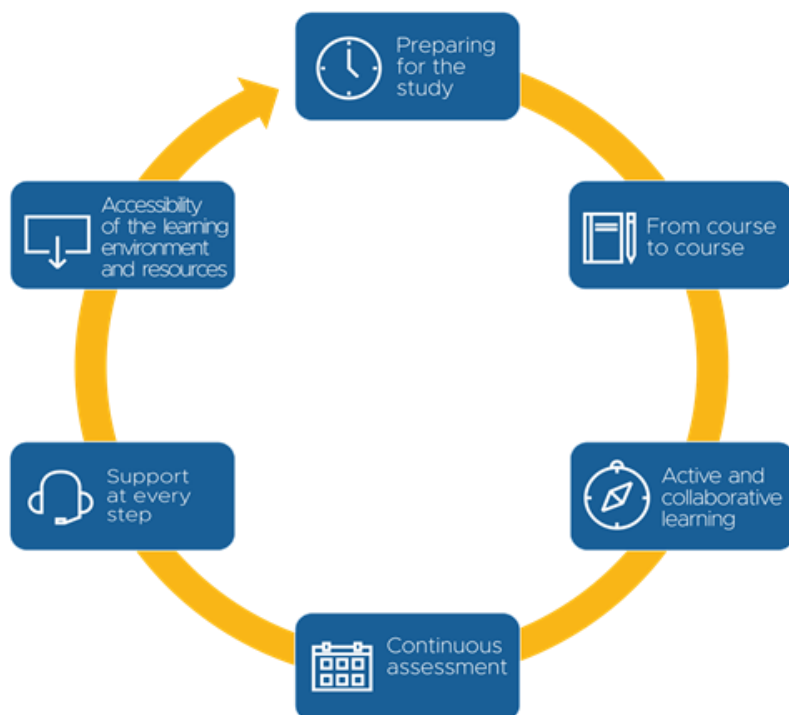 Preparing
for the
study
From course
to course
Active and
collaborative
learning
Continuous
assessment
Support
at every
step
Accessibility
of the learning
environment
and resources